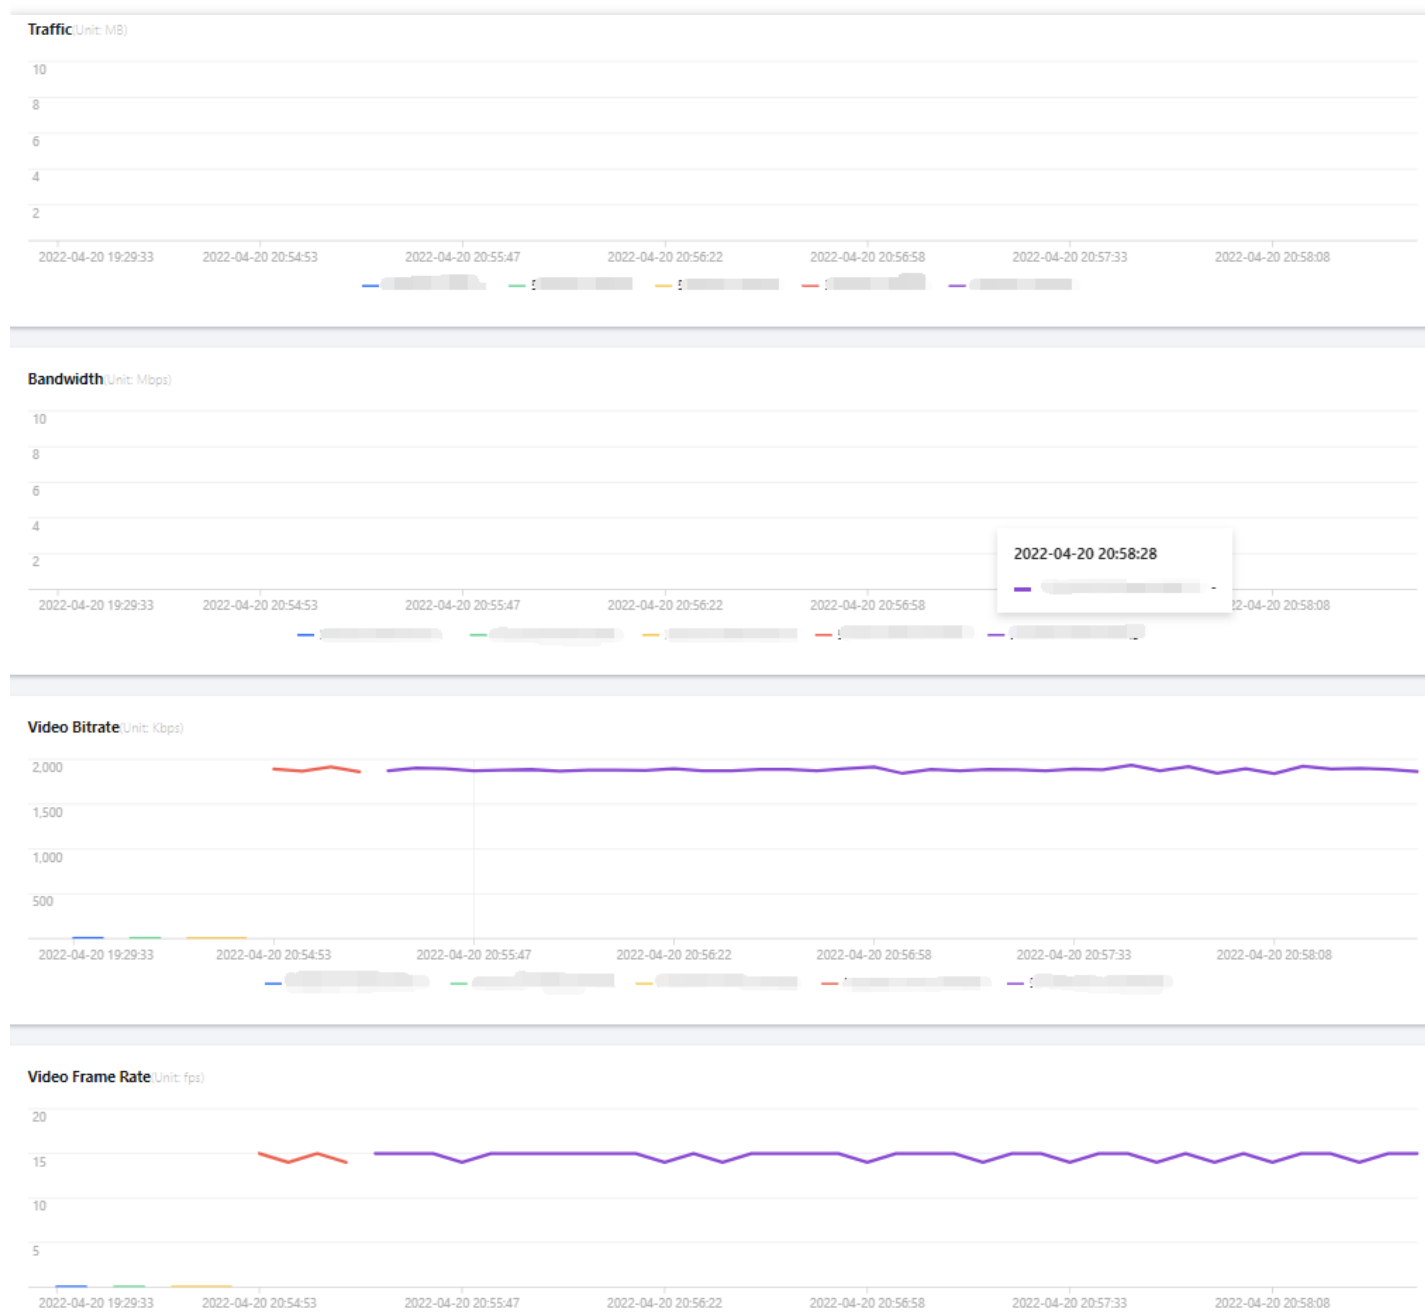 Traffic(Unit: MB)
10
8
6
4
2
2022-04-20 19:29:33 2022-04-20 20:54:53 2022-04-20 20:55:47 2022-04-20 20:56:22 2022-04-20 20:56:58 2022-04-20 20:57:33 2022-04-20 20:58:08
Bandwidth(Unit: Mbps)
10
8
6
4
2
2022-04-20 20:58:28
-
2022-04-20 19:29:33 2022-04-20 20:54:53 2022-04-20 20:55:47 2022-04-20 20:56:22 2022-04-20 20:56:58 22-04-20 20:58:08
Video Bitrate(Unit: Kbps)
2,000
1,500
1,000
500
2022-04-20 19:29:33 2022-04-20 20:54:53 2022-04-20 20:55:47 2022-04-20 20:56:22 2022-04-20 20:56:58 2022-04-20 20:57:33 2022-04-20 20:58:08
Video Frame Rate(Unit: fps)
20
15
10
5
2022-04-20 19:29:33 2022-04-20 20:54:53 2022-04-20 20:55:47 2022-04-20 20:56:22 2022-04-20 20:56:58 2022-04-20 20:57:33 2022-04-20 20:58:08